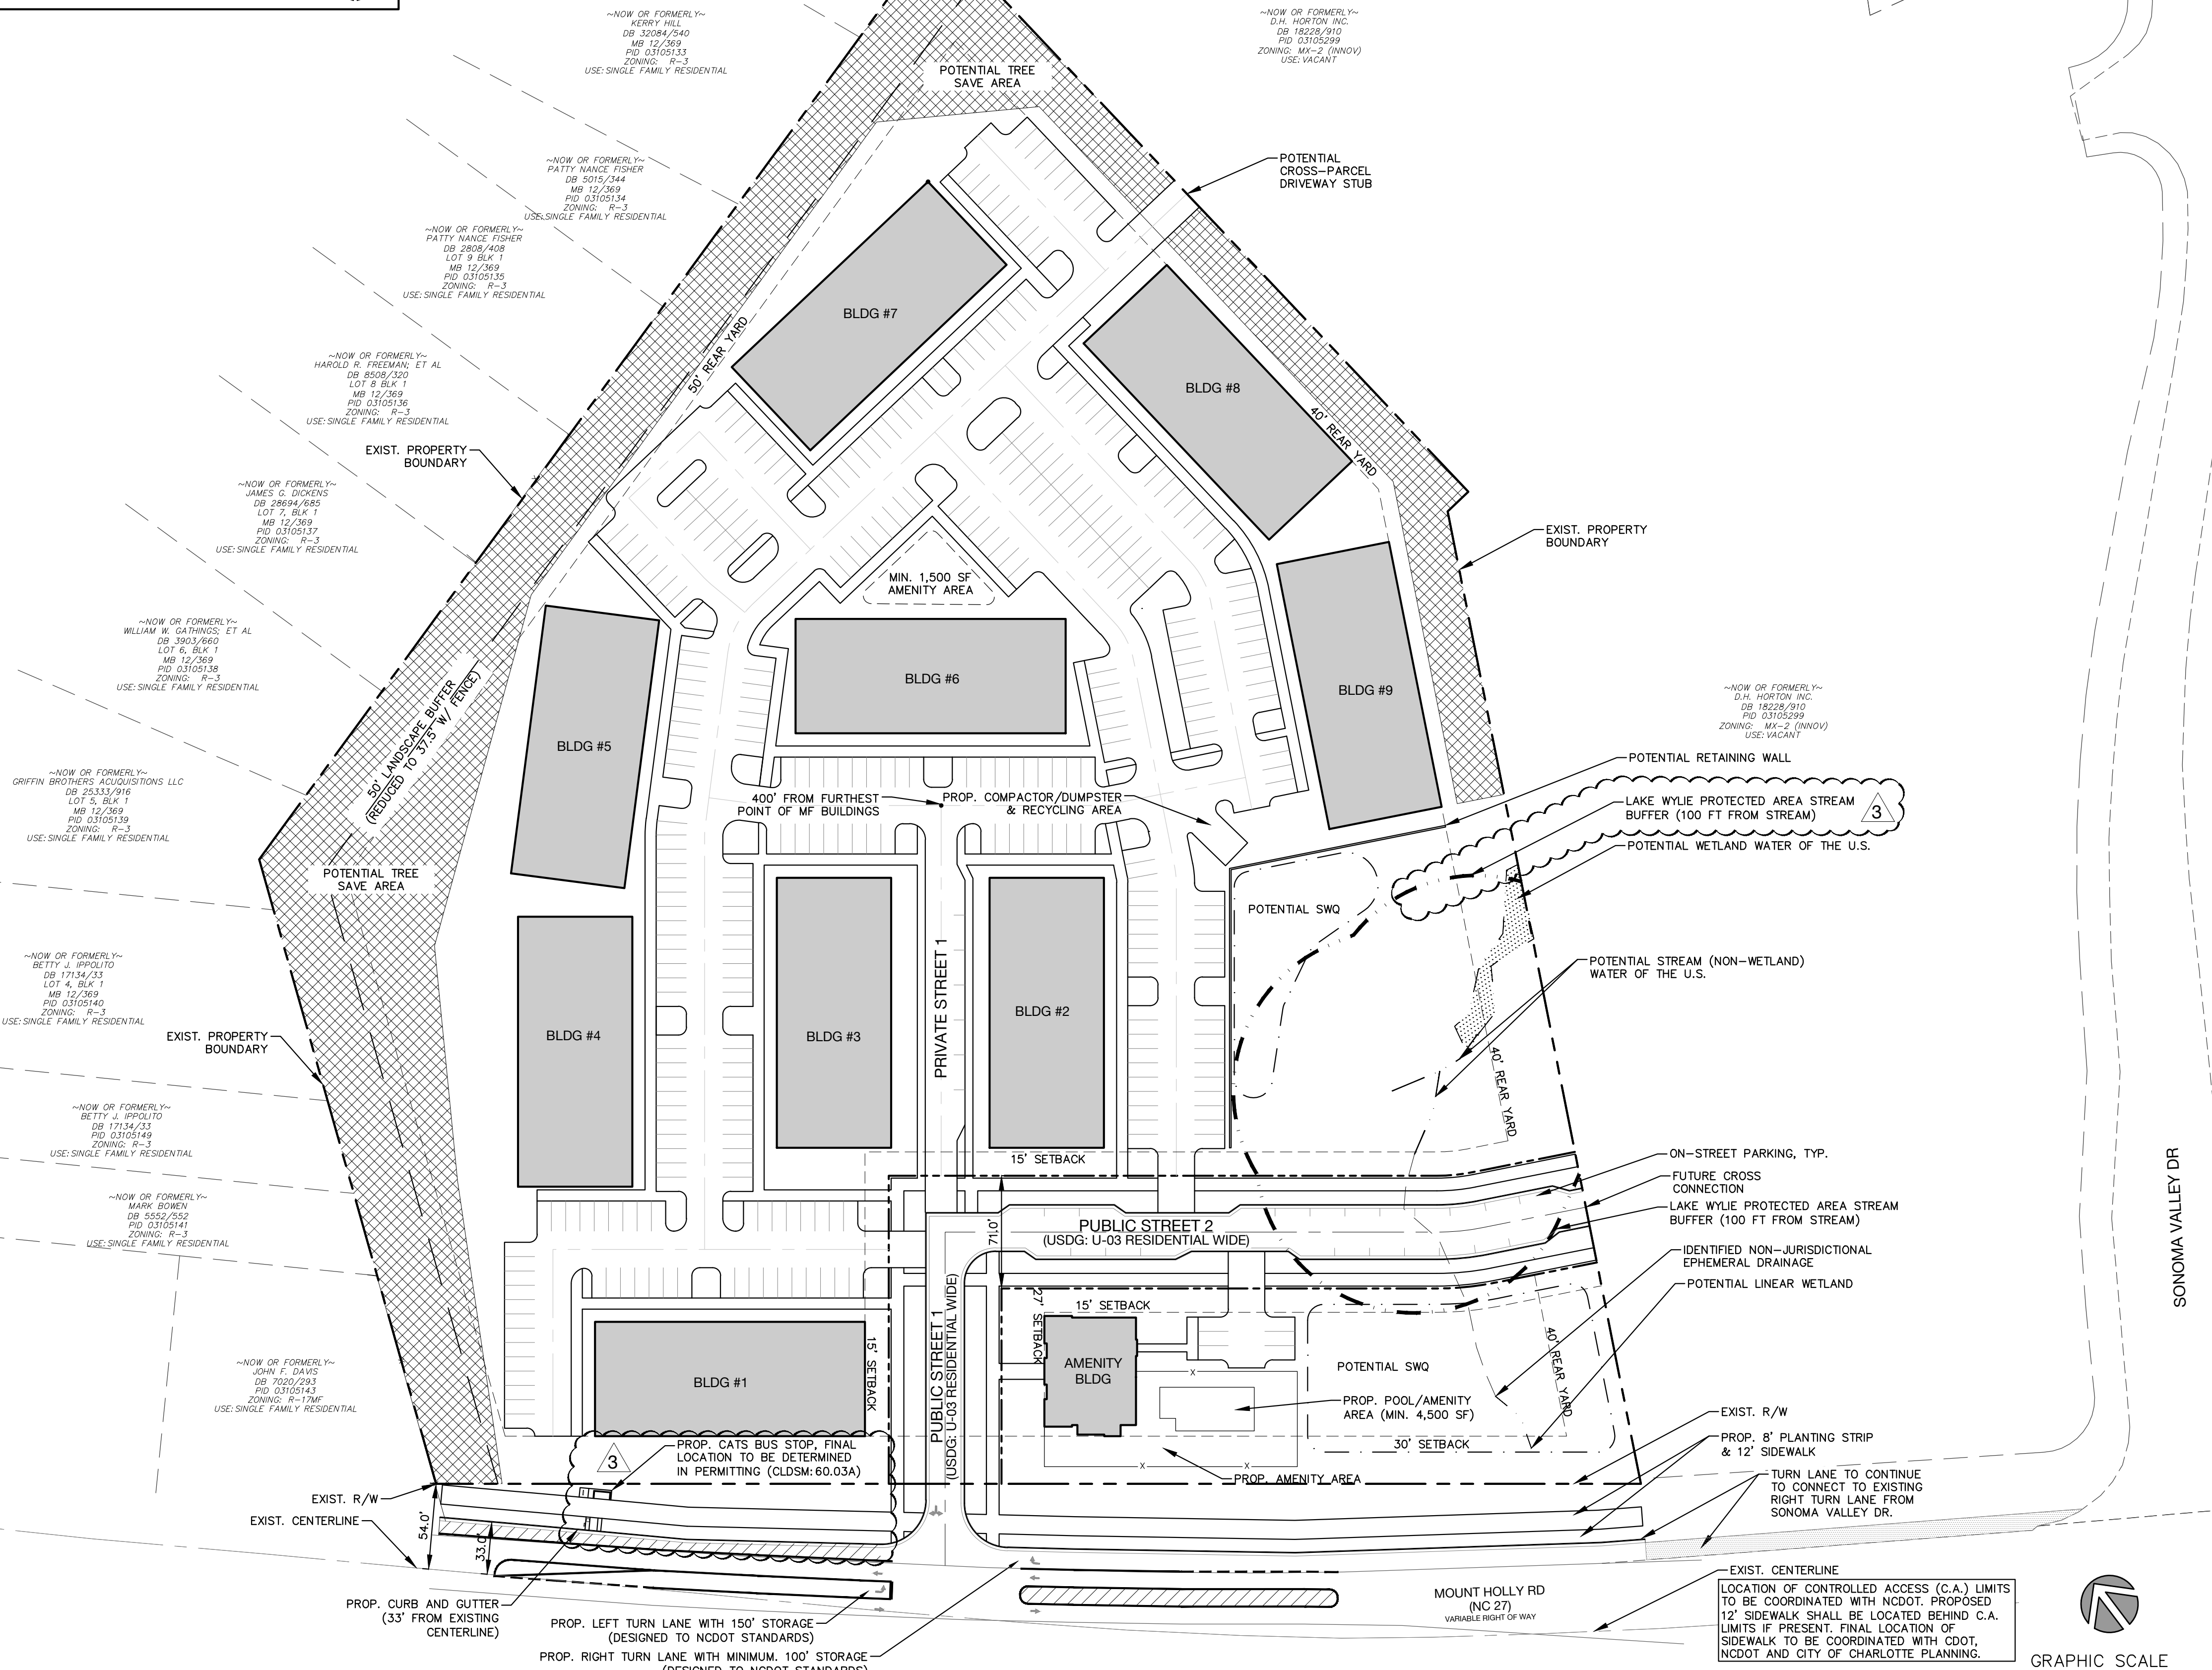 ~NOW OR FORMERLY~
KERRY HILL
DB 32084/540
MB 12/369
PID 03105133
ZONING: R-3
USE: SINGLE FAMILY RESIDENTIAL
~NOW OR FORMERLY~
D.H. HORTON INC.
DB 18228/910
PID 03105299
ZONING: MX-2 (INNOV)
USE: VACANT
POTENTIAL TREE
SAVE AREA
~NOW OR FORMERLY~
PATTY NANCE FISHER
DB 5015/344
MB 12/369
PID 03105134
ZONING: R-3
USE: SINGLE FAMILY RESIDENTIAL
POTENTIAL
CROSS-PARCEL
DRIVEWAY STUB
~NOW OR FORMERLY~
PATTY NANCE FISHER
DB 2808/408
LOT 9 BLK 1
MB 12/369
PID 03105135
ZONING: R-3
USE: SINGLE FAMILY RESIDENTIAL
BLDG #7
50' REAR YARD
BLDG #8
40' REAR YARD
~NOW OR FORMERLY~
HAROLD R. FREEMAN; ET AL
DB 8508/320
LOT 8 BLK 1
MB 12/369
PID 03105136
ZONING: R-3
USE: SINGLE FAMILY RESIDENTIAL
EXIST. PROPERTY
BOUNDARY
~NOW OR FORMERLY~
JAMES G. DICKENS
DB 28694/685
LOT 7, BLK 1
MB 12/369
PID 03105137
ZONING: R-3
USE: SINGLE FAMILY RESIDENTIAL
EXIST. PROPERTY
BOUNDARY
MIN. 1,500 SF
AMENITY AREA
~NOW OR FORMERLY~
WILLIAM W. GATHINGS; ET AL
DB 3903/660
LOT 6, BLK 1
MB 12/369
PID 03105138
ZONING: R-3
USE: SINGLE FAMILY RESIDENTIAL
50' LANDSCAPE BUFFER
(REDUCED TO 37.5' W/ FENCE)
BLDG #5
BLDG #6
BLDG #9
~NOW OR FORMERLY~
D.H. HORTON INC.
DB 18228/910
PID 03105299
ZONING: MX-2 (INNOV)
USE: VACANT
POTENTIAL RETAINING WALL
~NOW OR FORMERLY~
GRIFFIN BROTHERS ACUQUISITIONS LLC
DB 25333/916
LOT 5, BLK 1
MB 12/369
PID 03105139
ZONING: R-3
USE: SINGLE FAMILY RESIDENTIAL
400' FROM FURTHEST
POINT OF MF BUILDINGS
PROP. COMPACTOR/DUMPSTER
& RECYCLING AREA
LAKE WYLIE PROTECTED AREA STREAM
BUFFER (100 FT FROM STREAM)
3
POTENTIAL WETLAND WATER OF THE U.S.
POTENTIAL TREE
SAVE AREA
POTENTIAL SWQ
~NOW OR FORMERLY~
BETTY J. IPPOLITO
DB 17134/33
LOT 4, BLK 1
MB 12/369
PID 03105140
ZONING: R-3
USE: SINGLE FAMILY RESIDENTIAL
POTENTIAL STREAM (NON-WETLAND)
WATER OF THE U.S.
EXIST. PROPERTY
BOUNDARY
BLDG #4
BLDG #3
PRIVATE STREET 1
BLDG #2
40' REAR YARD
~NOW OR FORMERLY~
BETTY J. IPPOLITO
DB 17134/33
PID 03105149
ZONING: R-3
USE: SINGLE FAMILY RESIDENTIAL
15' SETBACK
ON-STREET PARKING, TYP.
FUTURE CROSS
CONNECTION
LAKE WYLIE PROTECTED AREA STREAM
BUFFER (100 FT FROM STREAM)
~NOW OR FORMERLY~
MARK BOWEN
DB 5552/552
PID 03105141
ZONING: R-3
USE: SINGLE FAMILY RESIDENTIAL
71.0'
PUBLIC STREET 2
(USDG: U-03 RESIDENTIAL WIDE)
IDENTIFIED NON-JURISDICTIONAL
EPHEMERAL DRAINAGE
POTENTIAL LINEAR WETLAND
SONOMA VALLEY DR
15' SETBACK
27' SETBACK
15' SETBACK
PUBLIC STREET 1
(USDG: U-03 RESIDENTIAL WIDE)
AMENITY
BLDG
X
POTENTIAL SWQ
40' REAR YARD
~NOW OR FORMERLY~
JOHN F. DAVIS
DB 7020/293
PID 03105143
ZONING: R-17MF
USE: SINGLE FAMILY RESIDENTIAL
BLDG #1
PROP. POOL/AMENITY
AREA (MIN. 4,500 SF)
EXIST. R/W
30' SETBACK
PROP. 8' PLANTING STRIP
& 12' SIDEWALK
3
PROP. CATS BUS STOP, FINAL
LOCATION TO BE DETERMINED
IN PERMITTING (CLDSM: 60.03A)
X
X
PROP. AMENITY AREA
TURN LANE TO CONTINUE
TO CONNECT TO EXISTING
RIGHT TURN LANE FROM
SONOMA VALLEY DR.
EXIST. R/W
EXIST. CENTERLINE
54.0'
33.0'
EXIST. CENTERLINE
MOUNT HOLLY RD
(NC 27)
VARIABLE RIGHT OF WAY
PROP. CURB AND GUTTER
(33' FROM EXISTING
CENTERLINE)
PROP. LEFT TURN LANE WITH 150' STORAGE
(DESIGNED TO NCDOT STANDARDS)
PROP. RIGHT TURN LANE WITH MINIMUM. 100' STORAGE
(DESIGNED TO NCDOT STANDARDS)
LOCATION OF CONTROLLED ACCESS (C.A.) LIMITS
TO BE COORDINATED WITH NCDOT. PROPOSED
12' SIDEWALK SHALL BE LOCATED BEHIND C.A.
LIMITS IF PRESENT. FINAL LOCATION OF
SIDEWALK TO BE COORDINATED WITH CDOT,
NCDOT AND CITY OF CHARLOTTE PLANNING.
GRAPHIC SCALE